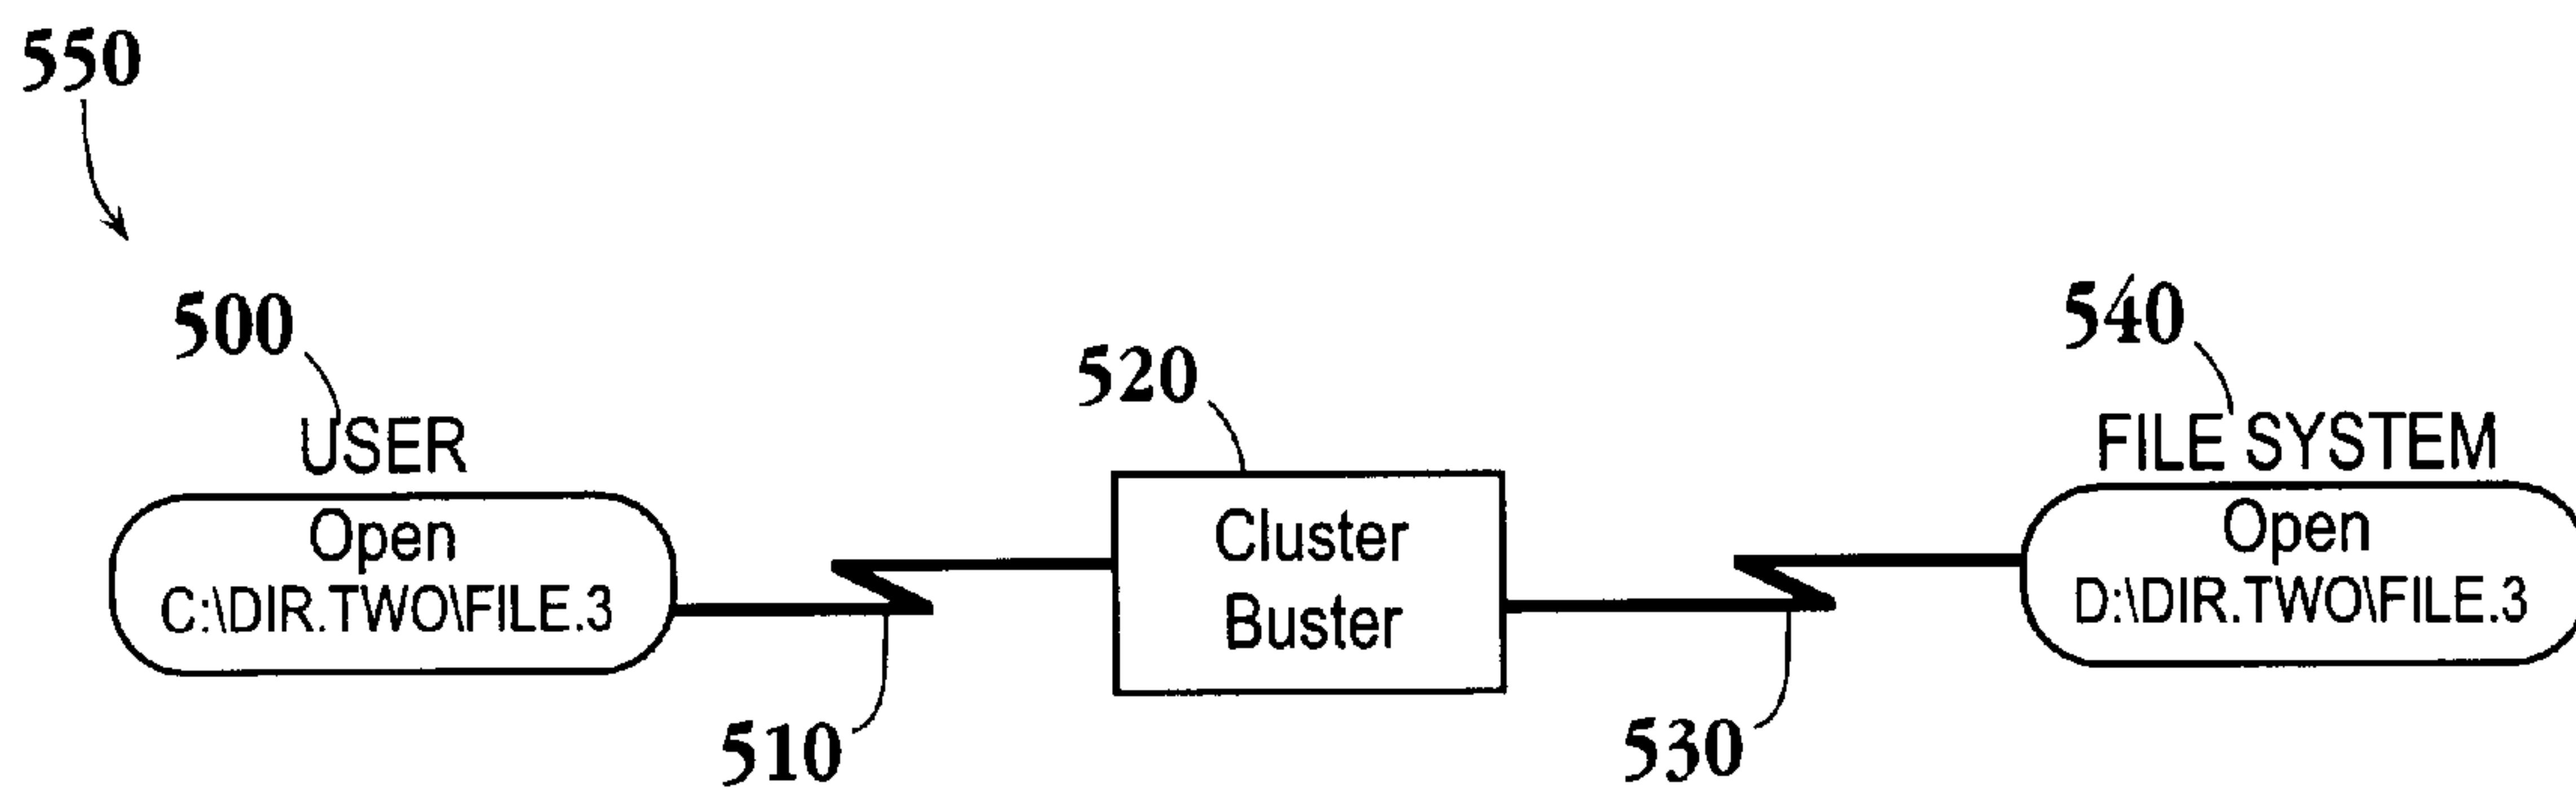 550
500
USER
Open
C:\DIR.TWO\FILE.3
510
520
Cluster
Buster
530
540
FILE SYSTEM
Open
D:\DIR.TWO\FILE.3